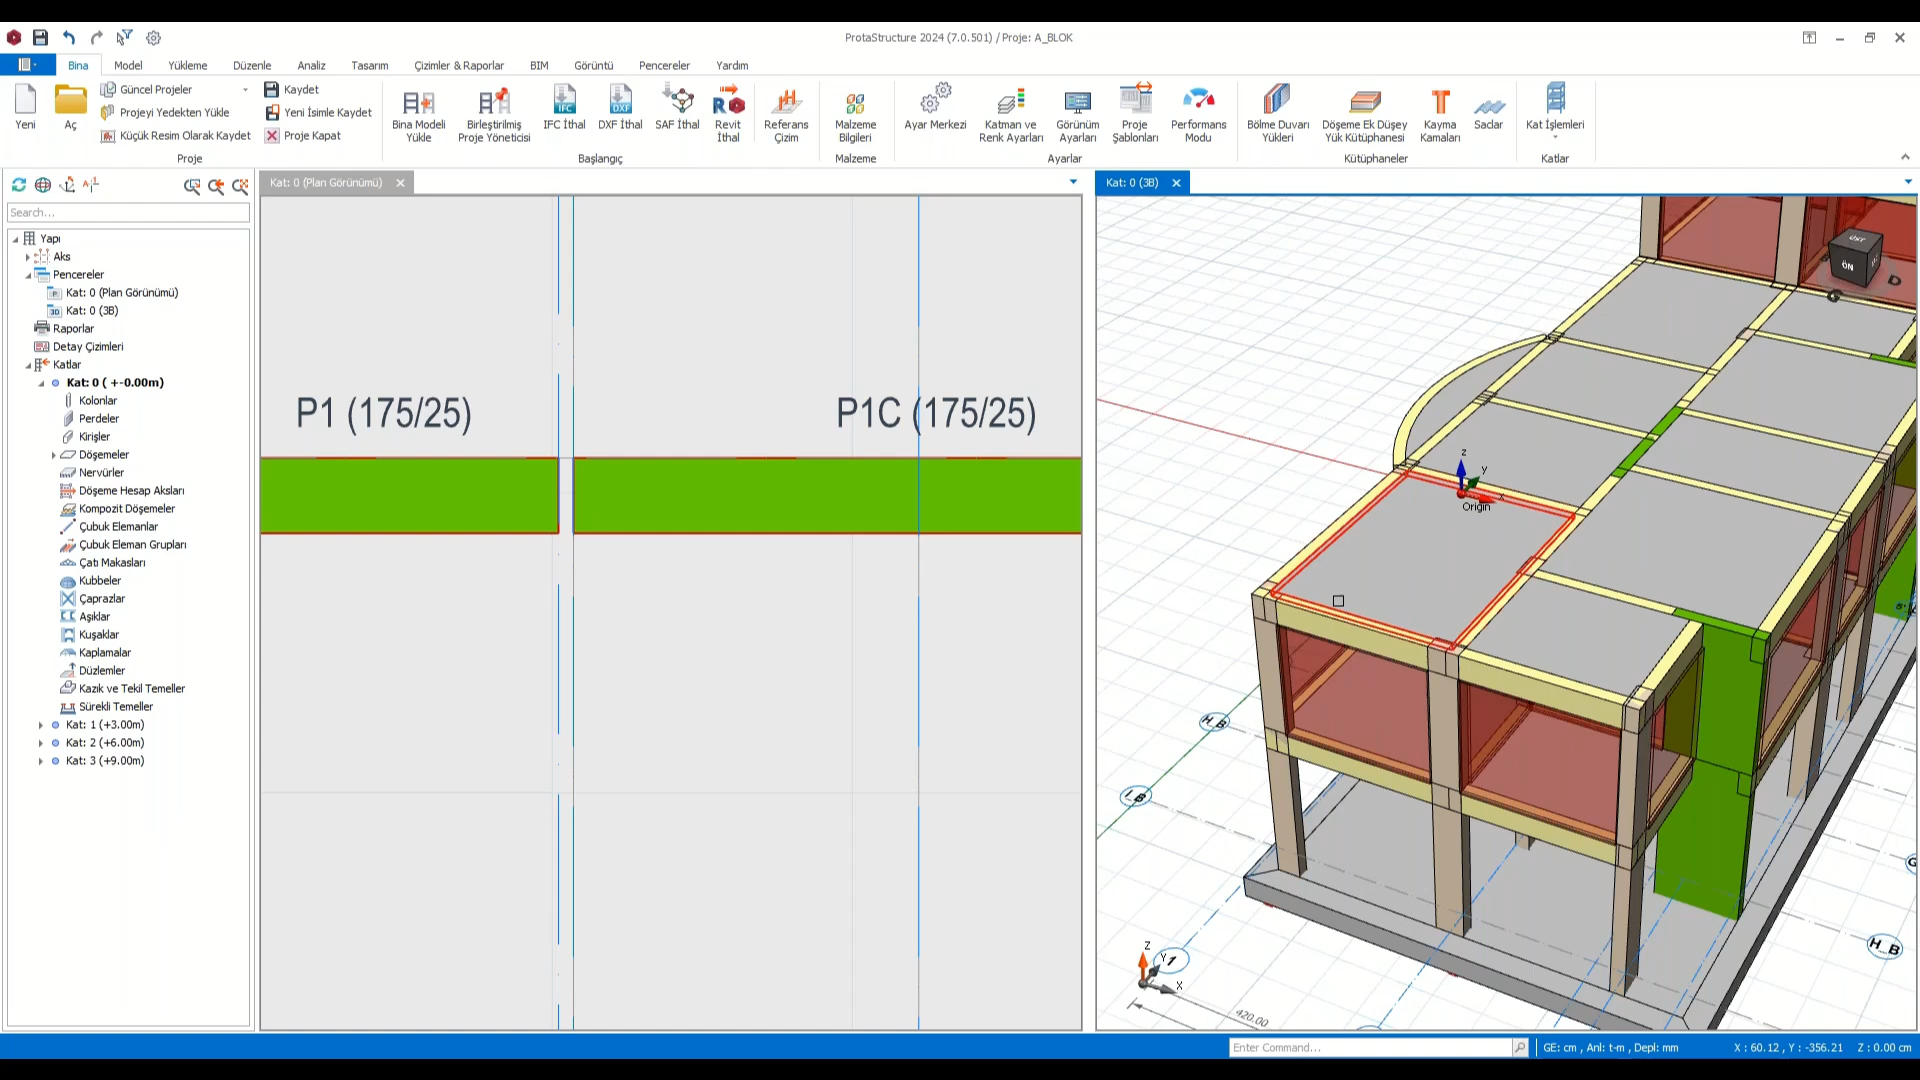 ProtaStructure 2024 (7.0.501) / Proje: A_BLOK
Bina Model Yükleme Düzenle Analiz Tasarım Çizimler & Raporlar BIM Görüntü Pencereler Yardım
Yeni
Aç
Güncel Projeler
Projeyi Yedekten Yükle
Küçük Resim Olarak Kaydet
Kaydet
Yeni İsimle Kaydet
Proje Kapat
Proje
Bina Modeli Yükle
Birleştirilmiş Proje Yöneticisi
IFC İthal
DXF İthal
SAF İthal
Revit İthal
Başlangıç
Referans Çizim
Malzeme Bilgileri
Malzeme
Ayar Merkezi
Katman ve Renk Ayarları
Görünüm Ayarları
Proje Şablonları
Performans Modu
Ayarlar
Bölme Duvarı Yükleri
Döşeme Ek Düşey Yük Kütüphanesi
Kayma Kamaları
Saclar
Kütüphaneler
Kat İşlemleri
Katlar
Search...
Yapı
Aks
Pencereler
Kat: 0 (Plan Görünümü)
Kat: 0 (3B)
Raporlar
Detay Çizimleri
Katlar
Kat: 0 ( +-0.00m)
Kolonlar
Perdeler
Kirişler
Döşemeler
Nervürler
Döşeme Hesap Aksları
Kompozit Döşemeler
Çubuk Elemanlar
Çubuk Eleman Grupları
Çatı Makasları
Kubbeler
Çaprazlar
Aşıklar
Kuşaklar
Kaplamalar
Düzlemler
Kazık ve Tekil Temeller
Sürekli Temeller
Kat: 1 (+3.00m)
Kat: 2 (+6.00m)
Kat: 3 (+9.00m)
Kat: 0 (Plan Görünümü)
P1 (175/25)
P1C (175/25)
Kat: 0 (3B)
ÜST
ÖN
D
G
z
y
x
Origin
H_B
I_B
H_B
1
Z
Y
X
420.00
Enter Command...
GE: cm , Anl: t-m , Depl: mm
X : 60.12 , Y : -356.21
Z : 0.00 cm